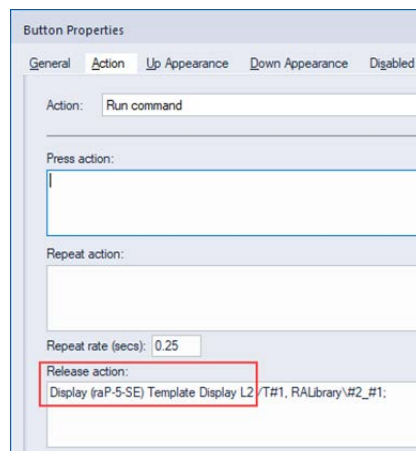 Button Properties
General Action Up Appearance Down Appearance Disabled
Action: Run command
Press action:
Repeat action:
Repeat rate (secs): 0.25
Release action:
Display (raP-5-SE) Template Display L2 /T#1, RALibrary\#2_#1;